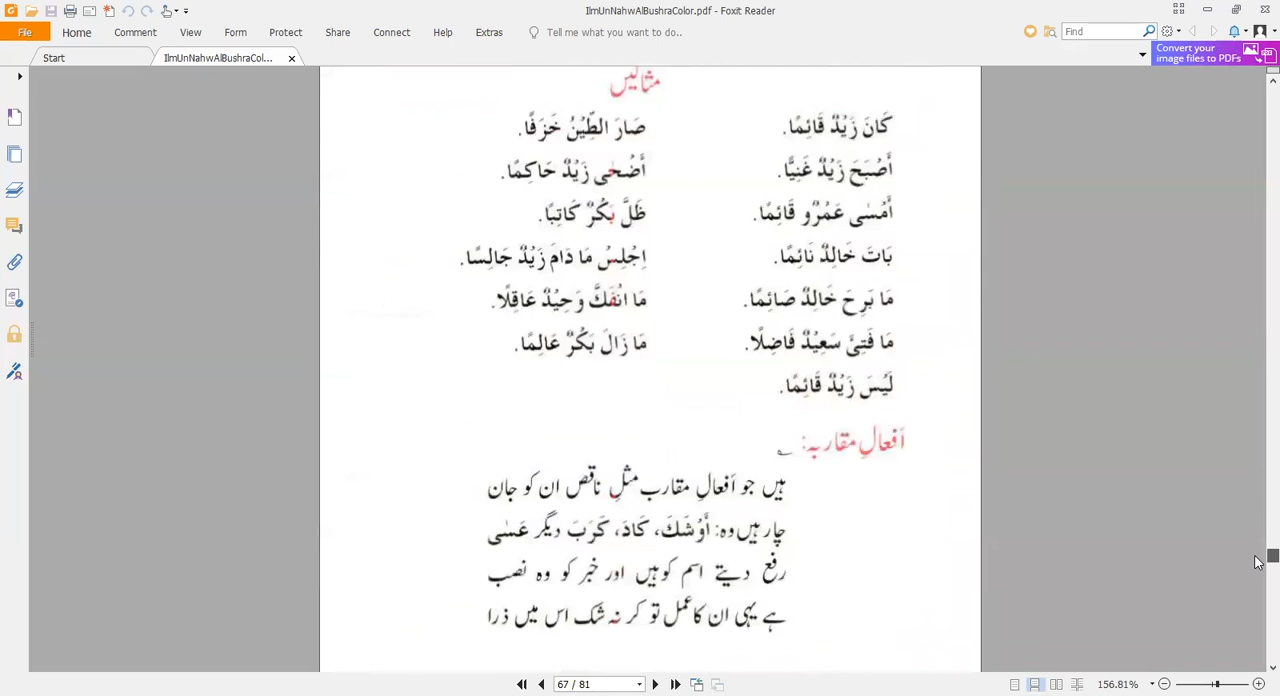 IlmUnNahwAlBushraColor.pdf - Foxit Reader
File Home Comment View Form Protect Share Connect Help Extras Tell me what you want to do.. Find
Start IlmUnNahwAlBushraCol...
Convert your
image files to PDFs
مثالیں
كَانَ زَيْدٌ قَائِمًا. صَارَ الطِّيْنُ خَزَفًا.
أَصْبَحَ زَيْدٌ غَنِيًّا. أَضْحٰى زَيْدٌ حَاكِمًا.
أَمْسٰى عَمْرٌو قَائِمًا. ظَلَّ بَكْرٌ كَاتِبًا.
بَاتَ خَالِدٌ نَائِمًا. اِجْلِسْ مَا دَامَ زَيْدٌ جَالِسًا.
مَا بَرِحَ خَالِدٌ صَائِمًا. مَا انْفَكَّ وَحِيْدٌ عَاقِلًا.
مَا فَتِئَ سَعِيْدٌ فَاضِلًا. مَا زَالَ بَكْرٌ عَالِمًا.
لَيْسَ زَيْدٌ قَائِمًا.
أفعالِ مقاربہ:
ہیں جو أفعالِ مقارب مثلِ ناقص ان کو جان
چار ہیں وہ: أَوْشَكَ، كَادَ، كَرَبَ دیگر عَسٰى
رفع دیتے اسم کو ہیں اور خبر کو وہ نصب
ہے یہی ان کا عمل تو کر نہ شک اس میں ذرا
67 / 81 156.81%